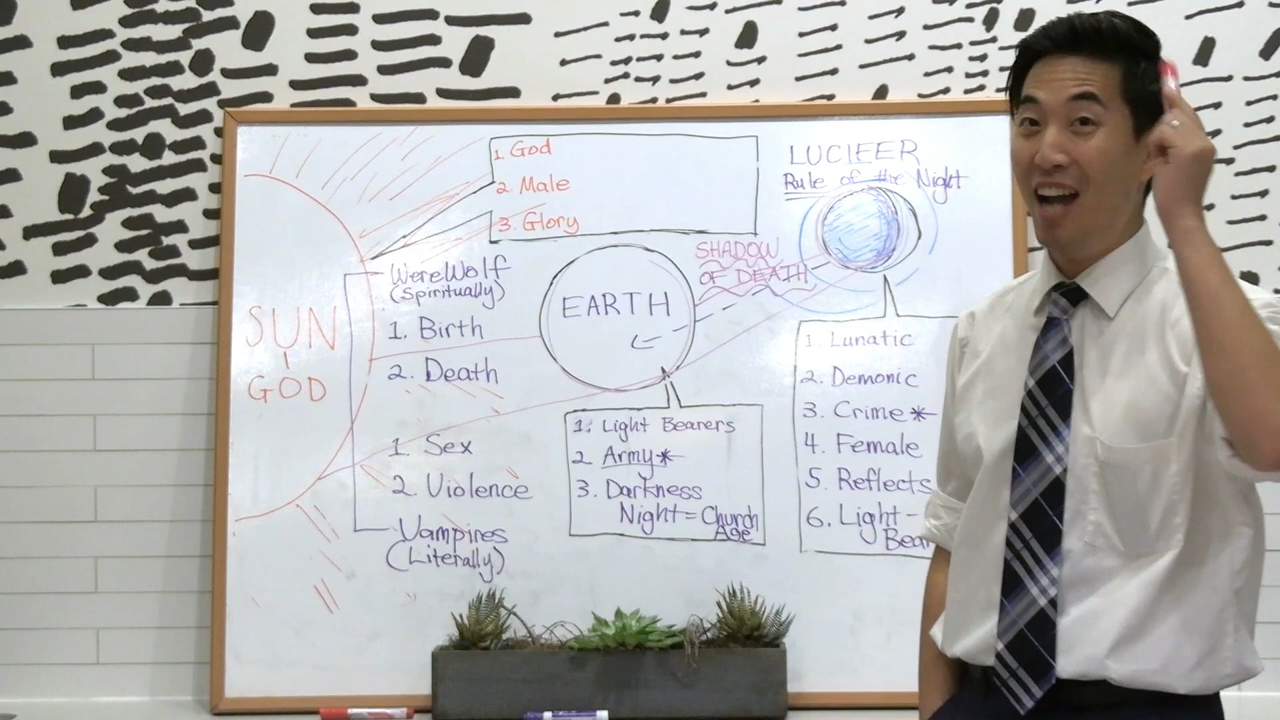 1. God
2. Male
3. Glory
LUCIFER
Rule of the Night
SHADOW
OF DEATH
WereWolf
(Spiritually)
1. Birth
2. Death
1 Sex
2. Violence
Vampires
(Literally)
SUN
GOD
EARTH
1. Light Bearers
2 Army*
3. Darkness
Night = Church
Age
1. Lunatic
2. Demonic
3. Crime*
4. Female
5. Reflects
6. Light-
Bear